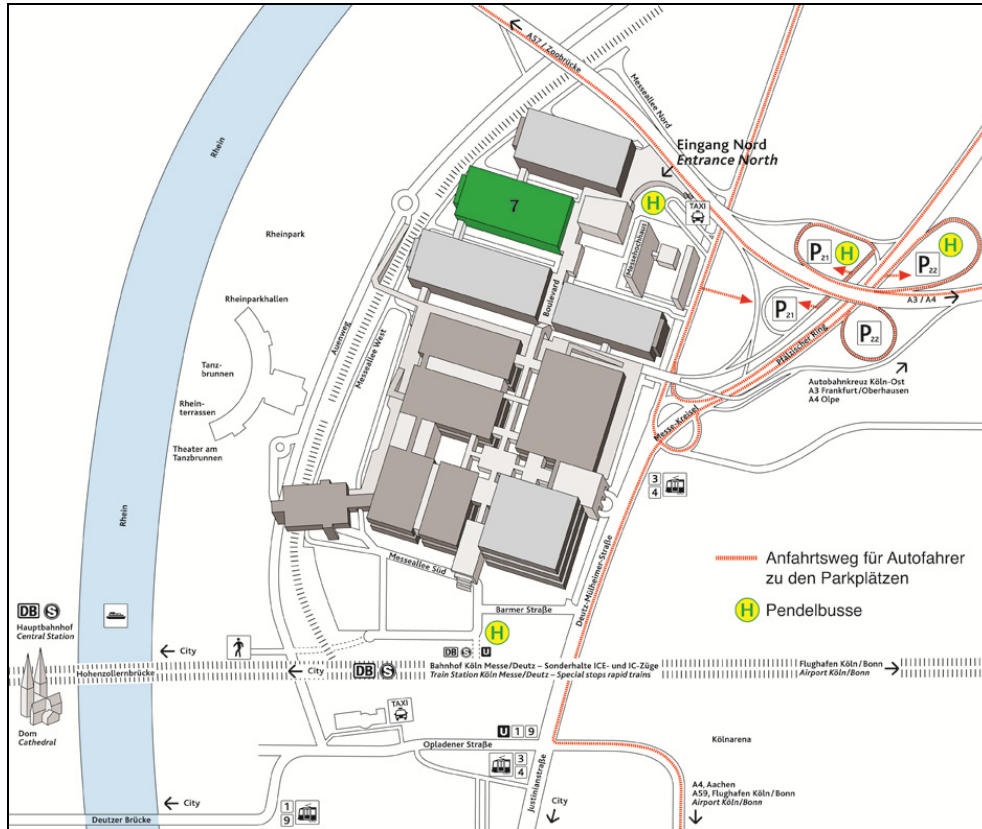 A57 / Zoobrücke
Messeallee Nord
Rhein
Eingang Nord
Entrance North
7
H
TAXI
Rheinpark
Messehochhaus
P21
H
H
P22
Rheinparkhallen
Boulevard
A3 / A4
P21
P22
Auenweg
Messeallee West
Pfälzischer Ring
Tanz-
brunnen
Autobahnkreuz Köln-Ost
A3 Frankfurt/Oberhausen
A4 Olpe
Rhein-
terrassen
Messe-Kreisel
Theater am
Tanzbrunnen
3
4
Rhein
Messeallee Süd
Deutz-Mülheimer-Straße
Anfahrtsweg für Autofahrer
zu den Parkplätzen
H Pendelbusse
DB S
Hauptbahnhof
Central Station
Barmer Straße
H
City
DB S U
Hohenzollernbrücke
City
DB S
Bahnhof Köln Messe/Deutz – Sonderhalte ICE- und IC-Züge
Train Station Köln Messe/Deutz – Special stops rapid trains
Flughafen Köln/Bonn
Airport Köln/Bonn
Dom
Cathedral
TAXI
U 1 9
Opladener Straße
Kölnarena
3
4
Justinianstraße
A4, Aachen
A59, Flughafen Köln/Bonn
Airport Köln/Bonn
City
City
1
9
Deutzer Brücke